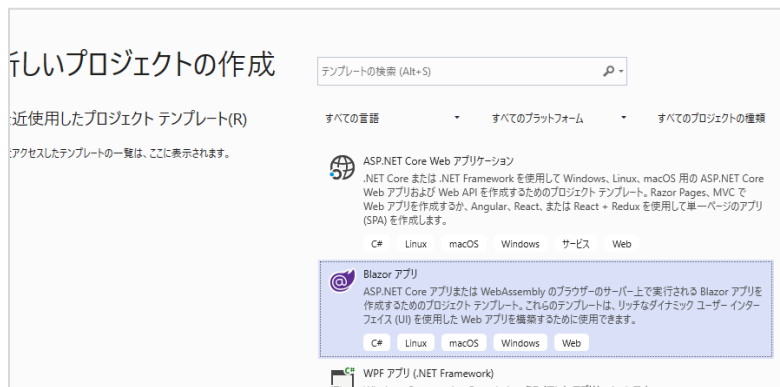 新しいプロジェクトの作成
テンプレートの検索 (Alt+S)
最近使用したプロジェクト テンプレート(R)
すべての言語
すべてのプラットフォーム
すべてのプロジェクトの種類
アクセスしたテンプレートの一覧は、ここに表示されます。
ASP.NET Core Web アプリケーション
.NET Core または .NET Framework を使用して Windows、Linux、macOS 用の ASP.NET Core
Web アプリおよび Web API を作成するためのプロジェクト テンプレート。Razor Pages、MVC で
Web アプリを作成するか、Angular、React、または React + Redux を使用して単一ページのアプリ
(SPA) を作成します。
C# Linux macOS Windows サービス Web
Blazor アプリ
ASP.NET Core アプリまたは WebAssembly のブラウザーのサーバー上で実行される Blazor アプリを
作成するためのプロジェクト テンプレート。これらのテンプレートは、リッチなダイナミック ユーザー インター
フェイス (UI) を使用した Web アプリを構築するために使用できます。
C# Linux macOS Windows Web
WPF アプリ (.NET Framework)